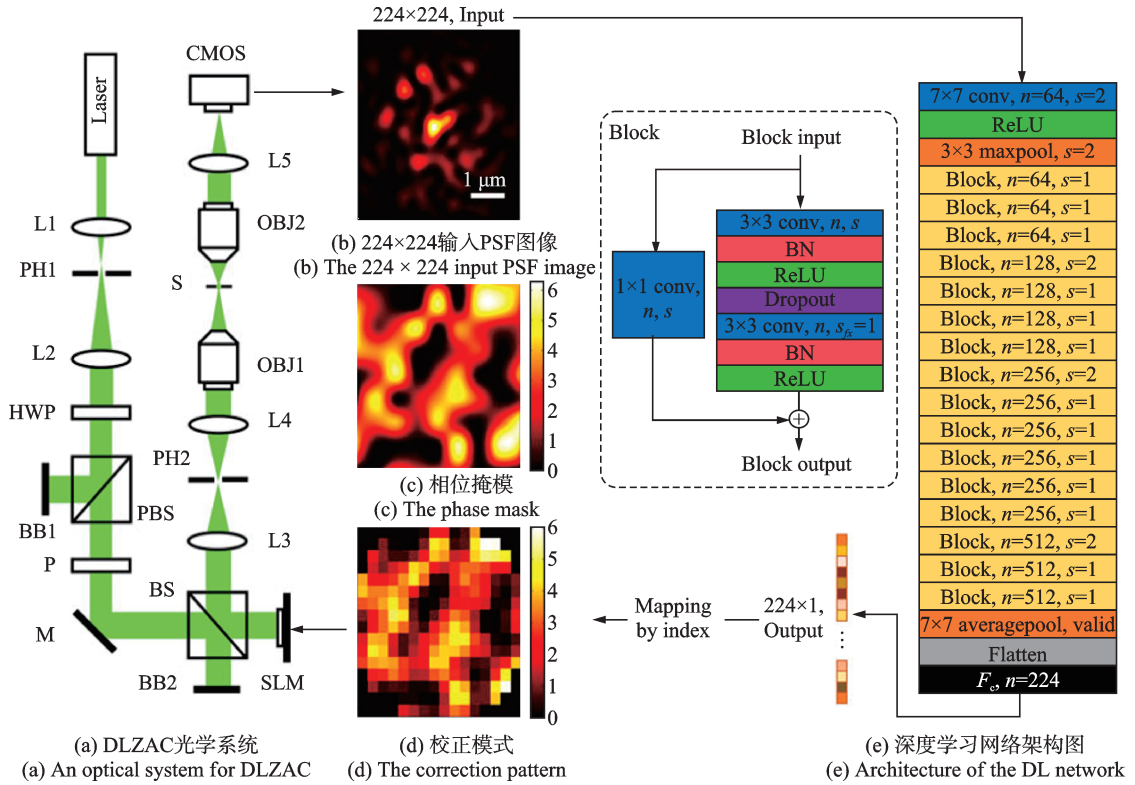 224×224, Input
CMOS
Laser
L5
1 μm
L1
OBJ2
PH1
S
(b) 224×224输入PSF图像
(b) The 224 × 224 input PSF image
L2
OBJ1
HWP
L4
6
5
4
3
2
1
0
PH2
(c) 相位掩模
(c) The phase mask
PBS
BB1
L3
P
BS
M
BB2
SLM
6
5
4
3
2
1
0
Mapping
by index
224×1,
Output
Block
Block input
1×1 conv,
n, s
3×3 conv, n, s
BN
ReLU
Dropout
3×3 conv, n, sfx=1
BN
ReLU
Block output
7×7 conv, n=64, s=2
ReLU
3×3 maxpool, s=2
Block, n=64, s=1
Block, n=64, s=1
Block, n=64, s=1
Block, n=128, s=2
Block, n=128, s=1
Block, n=128, s=1
Block, n=128, s=1
Block, n=256, s=2
Block, n=256, s=1
Block, n=256, s=1
Block, n=256, s=1
Block, n=256, s=1
Block, n=256, s=1
Block, n=512, s=2
Block, n=512, s=1
Block, n=512, s=1
7×7 averagepool, valid
Flatten
Fc, n=224
(a) DLZAC光学系统
(a) An optical system for DLZAC
(d) 校正模式
(d) The correction pattern
(e) 深度学习网络架构图
(e) Architecture of the DL network